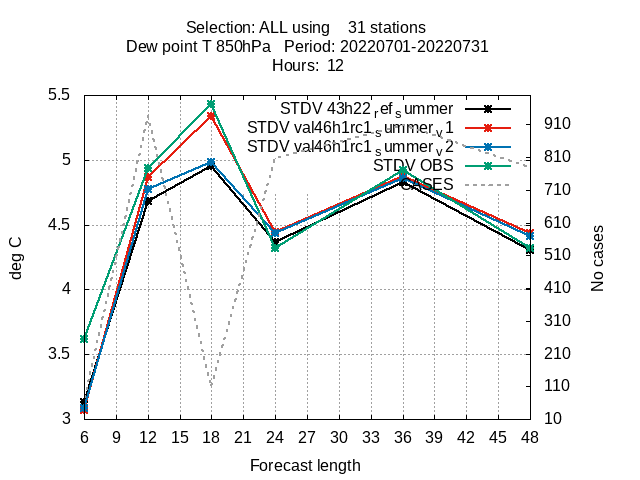 Selection: ALL using    31 stations
Dew point T 850hPa   Period: 20220701-20220731
Hours:  12
STDV 43h22refsummer
STDV val46h1rc1summerv1
STDV val46h1rc1summerv2
STDV OBS
CASES
deg C
No cases
5.5
5
4.5
4
3.5
3
910
810
710
610
510
410
310
210
110
10
6 9 12 15 18 21 24 27 30 33 36 39 42 45 48
Forecast length